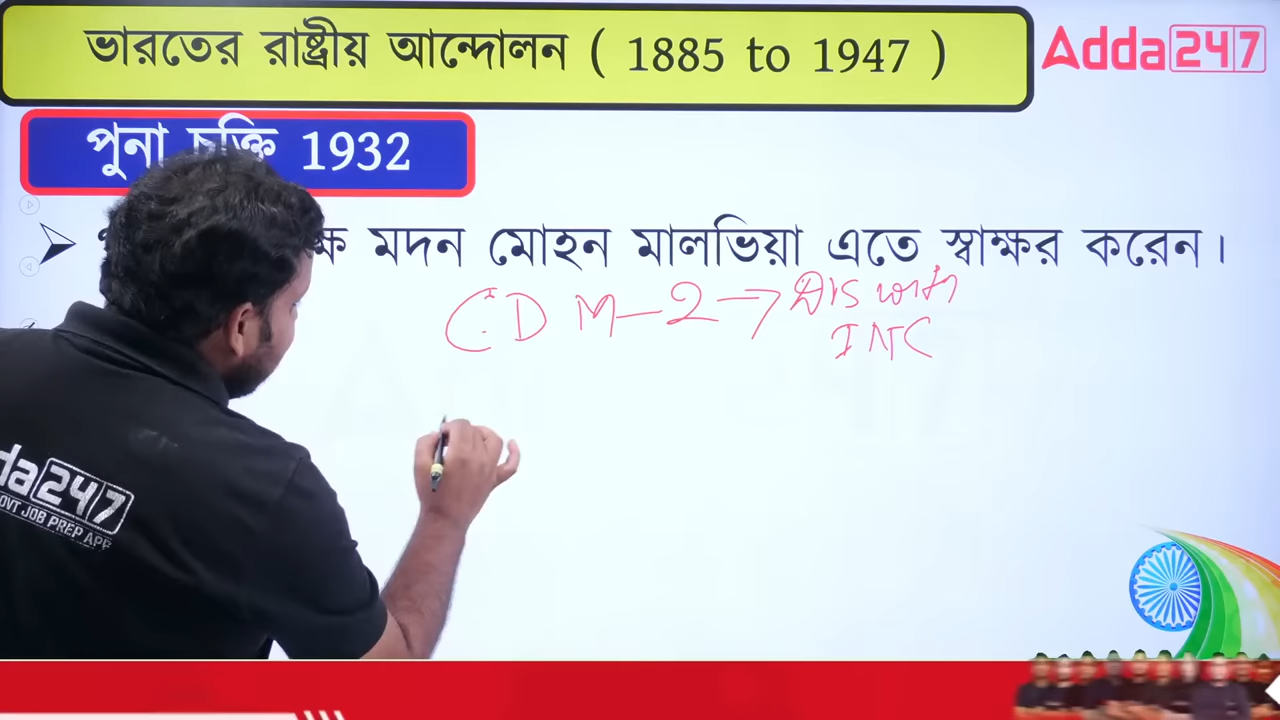 ভারতের রাষ্ট্রীয় আন্দোলন ( 1885 to 1947 )
Adda247
পুনা চুক্তি 1932
মদন মোহন মালভিয়া এতে স্বাক্ষর করেন।
CDM-2 → Dis with
INC
da247
OVT JOB PREP APP